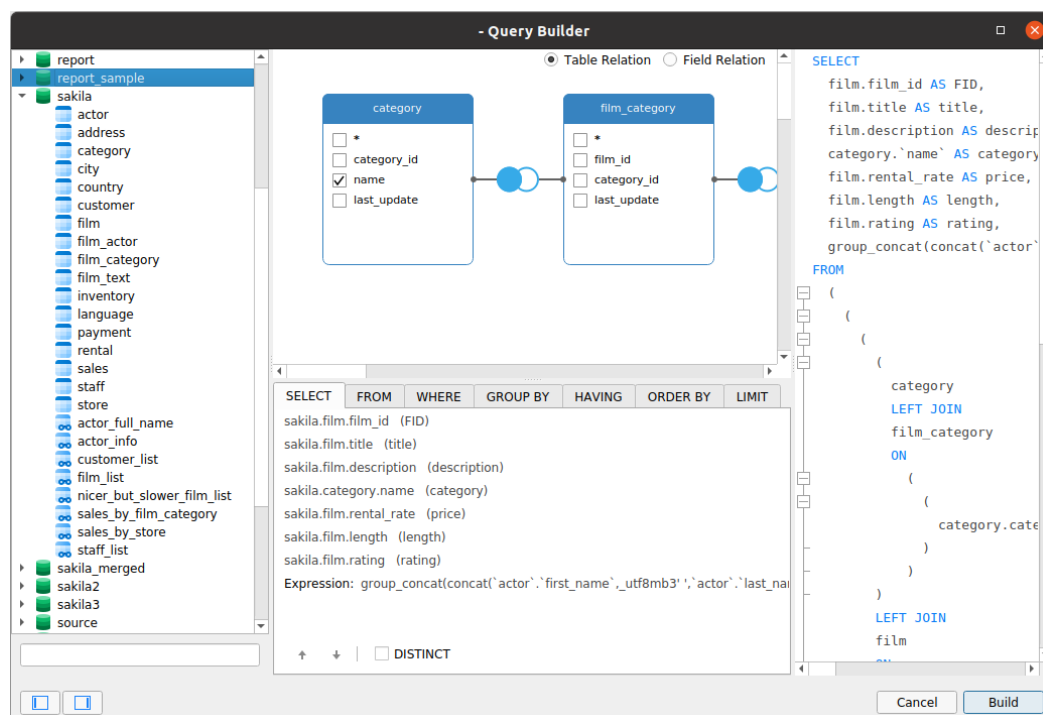 - Query Builder
report
report_sample
sakila
actor
address
category
city
country
customer
film
film_actor
film_category
film_text
inventory
language
payment
rental
sales
staff
store
actor_full_name
actor_info
customer_list
film_list
nicer_but_slower_film_list
sales_by_film_category
sales_by_store
staff_list
sakila_merged
sakila2
sakila3
source
Table Relation Field Relation
category
*
category_id
name
last_update
film_category
*
film_id
category_id
last_update
SELECT FROM WHERE GROUP BY HAVING ORDER BY LIMIT
sakila.film.film_id (FID)
sakila.film.title (title)
sakila.film.description (description)
sakila.category.name (category)
sakila.film.rental_rate (price)
sakila.film.length (length)
sakila.film.rating (rating)
Expression: group_concat(concat(`actor`.`first_name`,_utf8mb3' ',`actor`.`last_na
DISTINCT
SELECT
film.film_id AS FID,
film.title AS title,
film.description AS descrip
category.`name` AS category
film.rental_rate AS price,
film.length AS length,
film.rating AS rating,
group_concat(concat(`actor`
FROM
(
(
(
(
category
LEFT JOIN
film_category
ON
(
(
category.cate
)
)
)
LEFT JOIN
film
Cancel Build